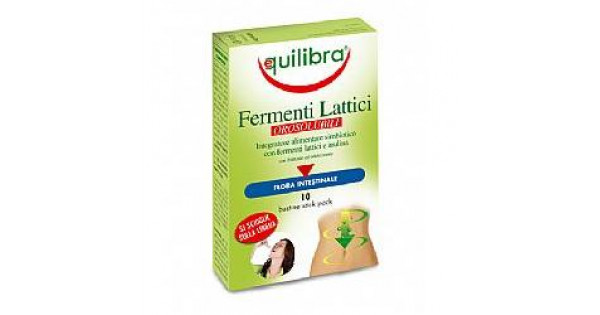 equilibra®
Fermenti Lattici
OROSOLUBILI
Integratore alimentare simbiotico
con fermenti lattici e inulina
FLORA INTESTINALE
10
bustine stick pack
SI SCIOGLIE
SULLA LINGUA